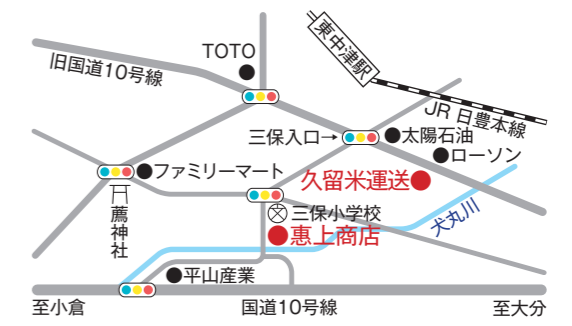 TOTO
東中津駅
旧国道10号線
JR 日豊本線
三保入口→
太陽石油
ローソン
ファミリーマート
久留米運送
薦神社
三保小学校
犬丸川
惠上商店
平山産業
至小倉
国道10号線
至大分